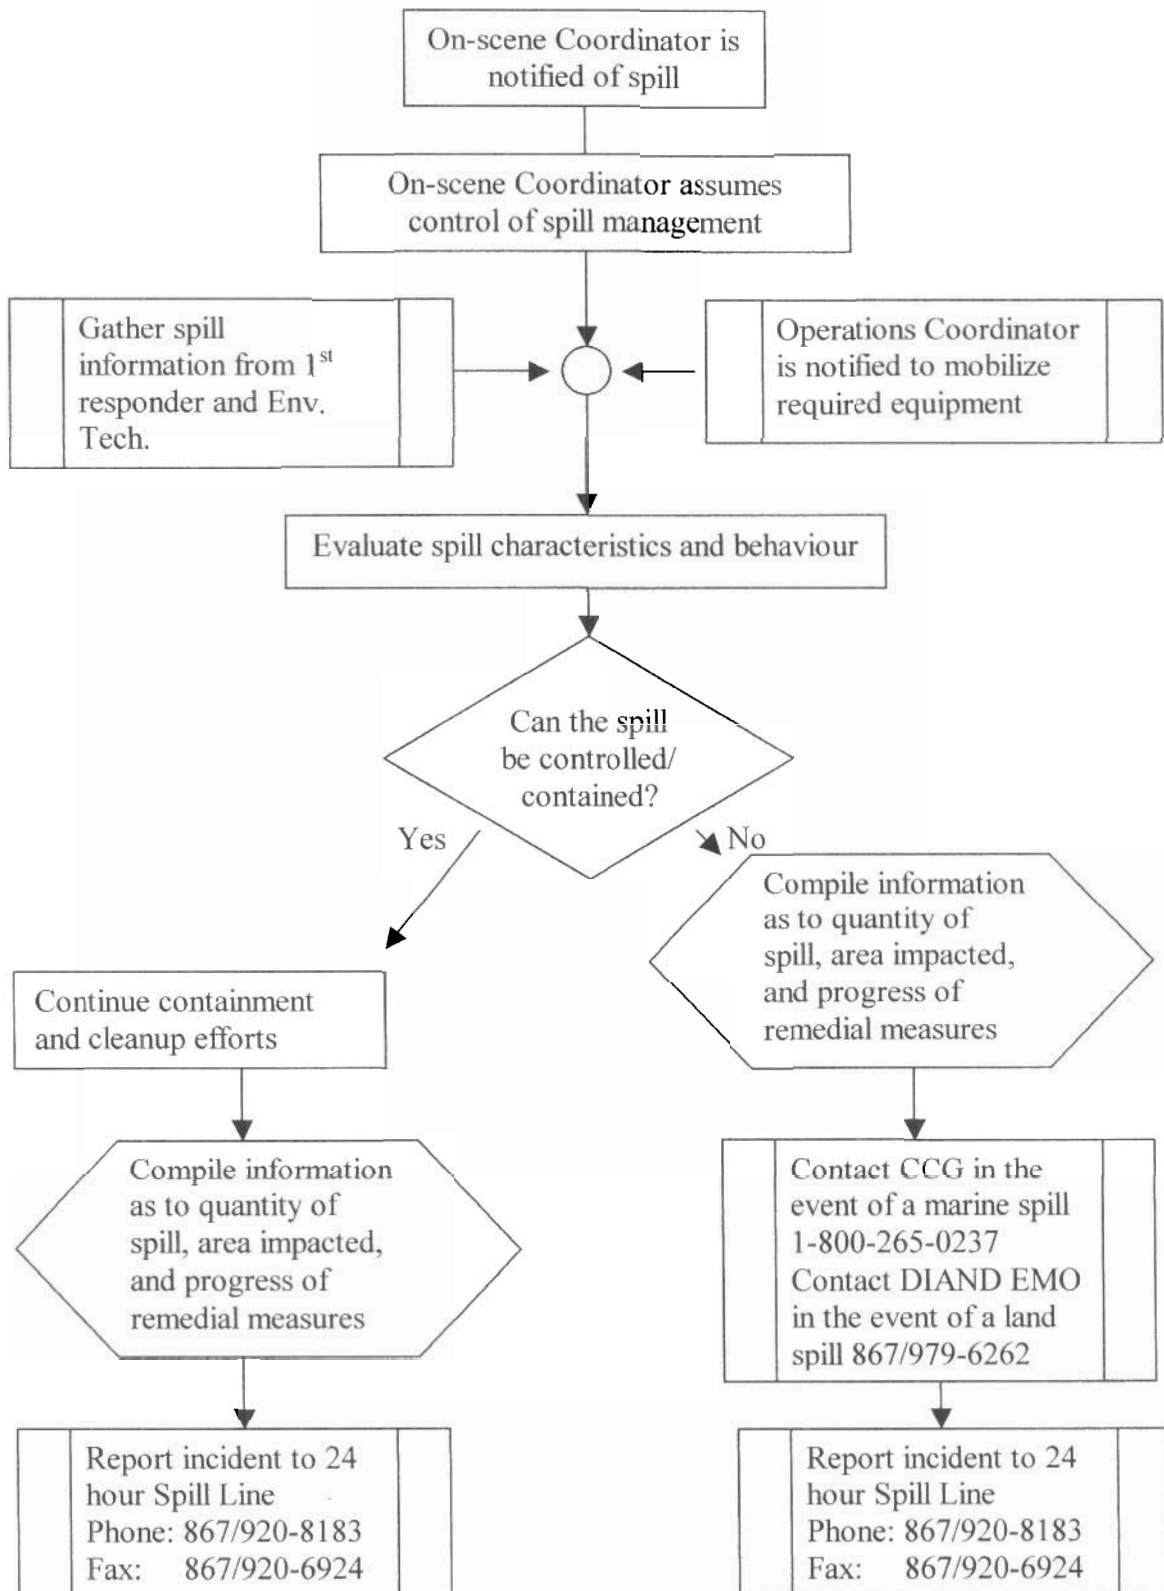 On-scene Coordinator is
notified of spill
On-scene Coordinator assumes
control of spill management
Gather spill
information from 1st
responder and Env.
Tech.
Operations Coordinator
is notified to mobilize
required equipment
Evaluate spill characteristics and behaviour
Can the spill
be controlled/
contained?
Yes
No
Continue containment
and cleanup efforts
Compile information
as to quantity of
spill, area impacted,
and progress of
remedial measures
Report incident to 24
hour Spill Line
Phone: 867/920-8183
Fax: 867/920-6924
Compile information
as to quantity of
spill, area impacted,
and progress of
remedial measures
Contact CCG in the
event of a marine spill
1-800-265-0237
Contact DIAND EMO
in the event of a land
spill 867/979-6262
Report incident to 24
hour Spill Line
Phone: 867/920-8183
Fax: 867/920-6924